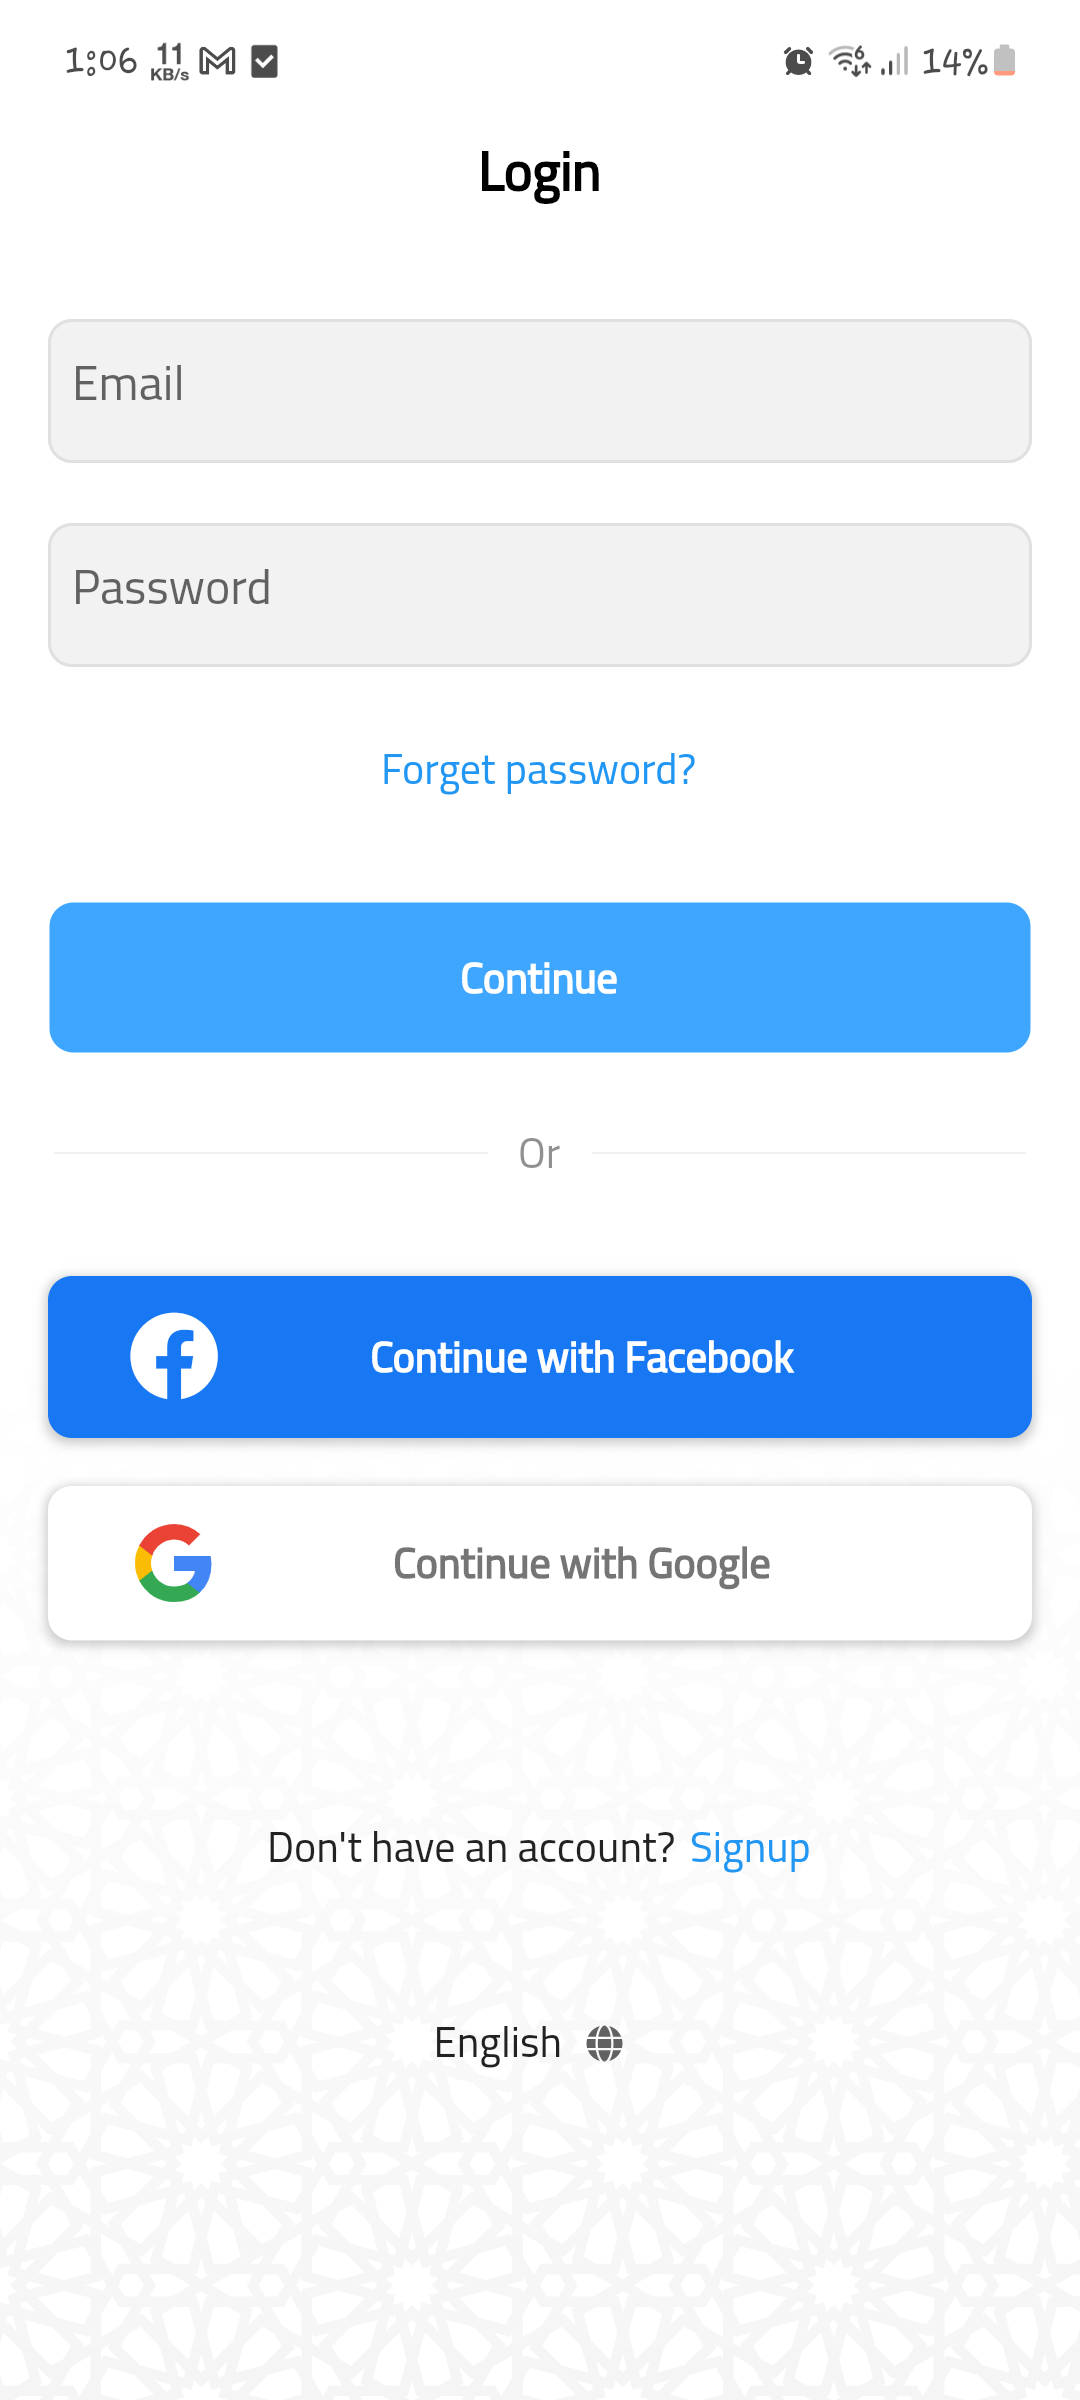 1:06 11 KB/s 6 14%
Login
Email
Password
Forget password?
Continue
Or
Continue with Facebook
Continue with Google
Don't have an account? Signup
English